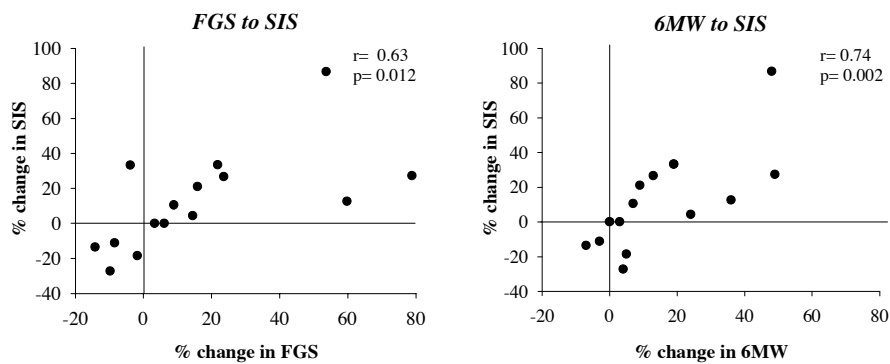 FGS to SIS
r= 0.63
p= 0.012
100
80
60
40
20
0
-20
-40
% change in SIS
-20 0 20 40 60 80
% change in FGS
6MW to SIS
r= 0.74
p= 0.002
100
80
60
40
20
0
-20
-40
% change in SIS
-20 0 20 40 60 80
% change in 6MW